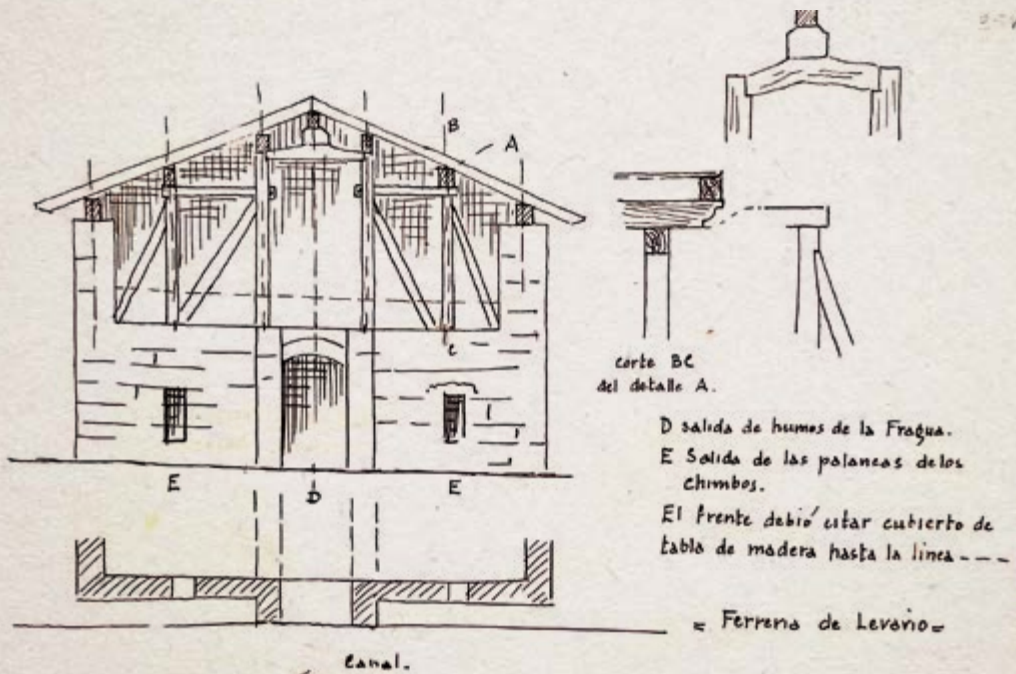 B
A
C
corte BC
del detalle A.
D salida de humos de la Fragua.
E Salida de las palancas de los
chimbos.
El frente debió estar cubierto de
tabla de madera hasta la linea ----
E
D
E
= Ferreria de Levario =
Canal.